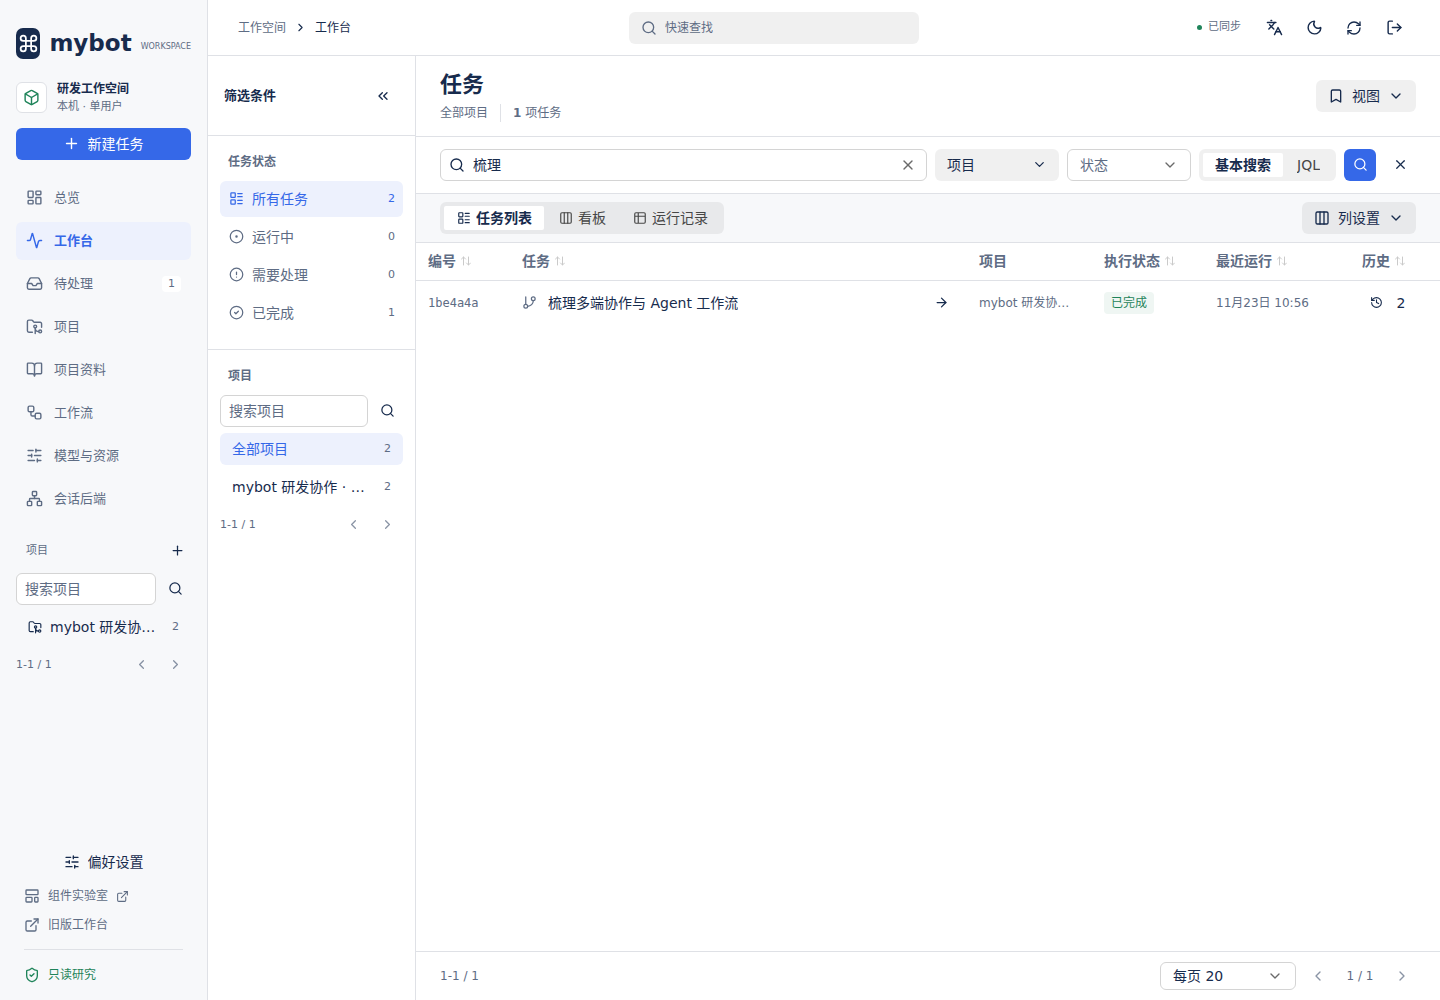 mybot WORKSPACE
研发工作空间
本机 · 单用户
新建任务
总览
工作台
待处理 1
项目
项目资料
工作流
模型与资源
会话后端
项目
搜索项目
mybot 研发协… 2
1-1 / 1
偏好设置
组件实验室
旧版工作台
只读研究
工作空间 工作台
快速查找
已同步
筛选条件
任务状态
所有任务 2
运行中 0
需要处理 0
已完成 1
项目
搜索项目
全部项目 2
mybot 研发协作 · … 2
1-1 / 1
任务
全部项目 1 项任务
视图
梳理 项目 状态 基本搜索 JQL
任务列表 看板 运行记录 列设置
编号 任务 项目 执行状态 最近运行 历史
1be4a4a 梳理多端协作与 Agent 工作流 mybot 研发协… 已完成 11月23日 10:56 2
1-1 / 1 每页 20 1 / 1